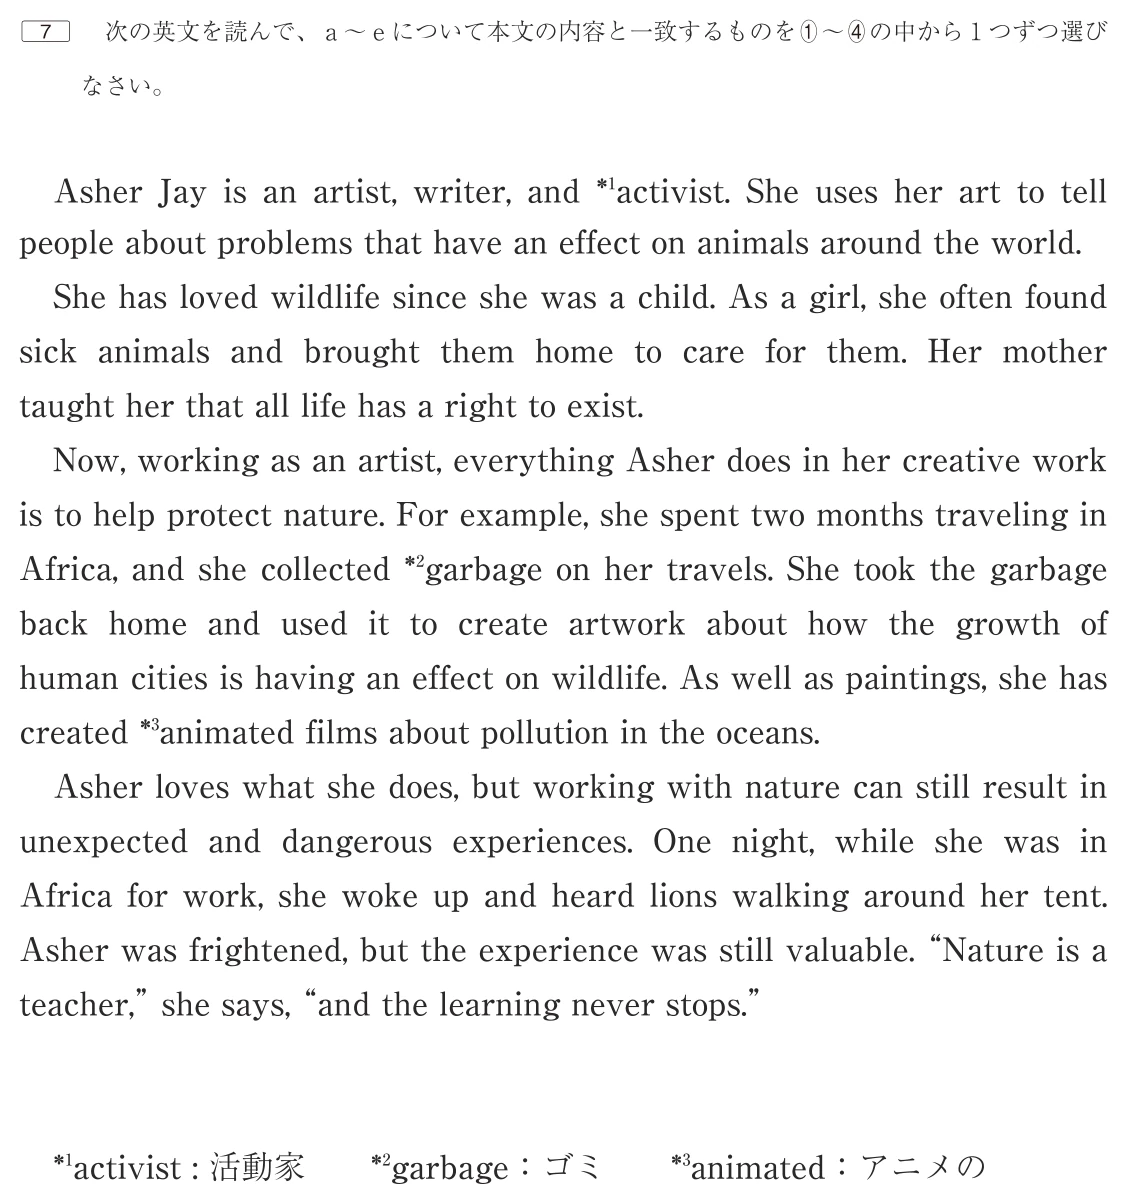 7 次の英文を読んで、a～eについて本文の内容と一致するものを①～④の中から1つずつ選び
なさい。
Asher Jay is an artist, writer, and *1activist. She uses her art to tell
people about problems that have an effect on animals around the world.
She has loved wildlife since she was a child. As a girl, she often found
sick animals and brought them home to care for them. Her mother
taught her that all life has a right to exist.
Now, working as an artist, everything Asher does in her creative work
is to help protect nature. For example, she spent two months traveling in
Africa, and she collected *2garbage on her travels. She took the garbage
back home and used it to create artwork about how the growth of
human cities is having an effect on wildlife. As well as paintings, she has
created *3animated films about pollution in the oceans.
Asher loves what she does, but working with nature can still result in
unexpected and dangerous experiences. One night, while she was in
Africa for work, she woke up and heard lions walking around her tent.
Asher was frightened, but the experience was still valuable. “Nature is a
teacher,” she says, “and the learning never stops.”
*1activist : 活動家 *2garbage : ゴミ *3animated : アニメの